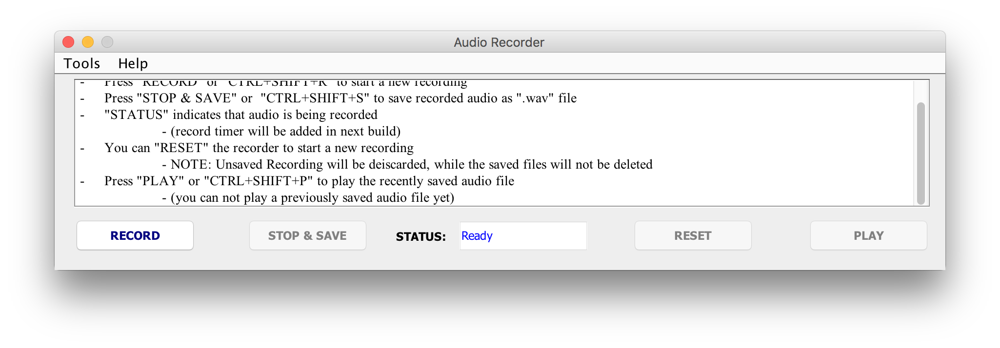 Audio Recorder
Tools Help
- Press "RECORD" or "CTRL+SHIFT+R" to start a new recording
- Press "STOP & SAVE" or "CTRL+SHIFT+S" to save recorded audio as ".wav" file
- "STATUS" indicates that audio is being recorded
- (record timer will be added in next build)
- You can "RESET" the recorder to start a new recording
- NOTE: Unsaved Recording will be deiscarded, while the saved files will not be deleted
- Press "PLAY" or "CTRL+SHIFT+P" to play the recently saved audio file
- (you can not play a previously saved audio file yet)
RECORD STOP & SAVE STATUS: Ready RESET PLAY